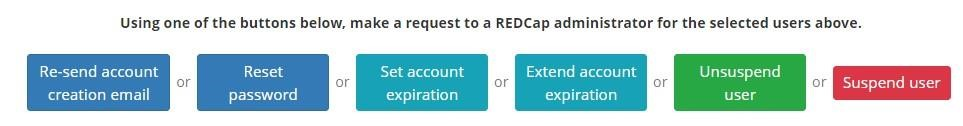 Using one of the buttons below, make a request to a REDCap administrator for the selected users above.
Re-send account
creation email
or
Reset
password
or
Set account
expiration
or
Extend account
expiration
or
Unsuspend
user
or
Suspend user